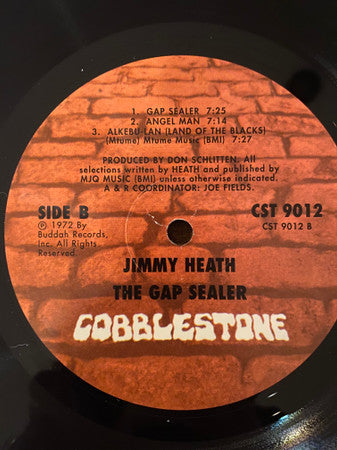 1. GAP SEALER 7:25
2. ANGEL MAN 7:14
3. ALKEBU-LAN (LAND OF THE BLACKS)
(Mtume) Mtume Music (BMI) 7:27
PRODUCED BY DON SCHLITTEN. All
selections written by HEATH and published by
MJQ MUSIC (BMI) unless otherwise indicated.
A & R COORDINATOR: JOE FIELDS.
SIDE B
℗ 1972 By
Buddah Records,
Inc. All Rights
Reserved
CST 9012
CST 9012 B
JIMMY HEATH
THE GAP SEALER
COBBLESTONE